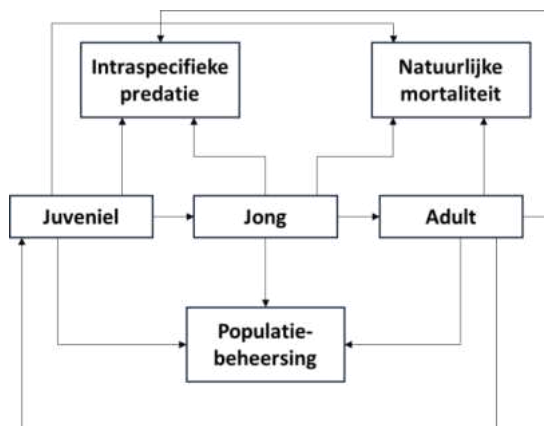 Intraspecifieke
predatie
Natuurlijke
mortaliteit
Juveniel
Jong
Adult
Populatie-
beheersing